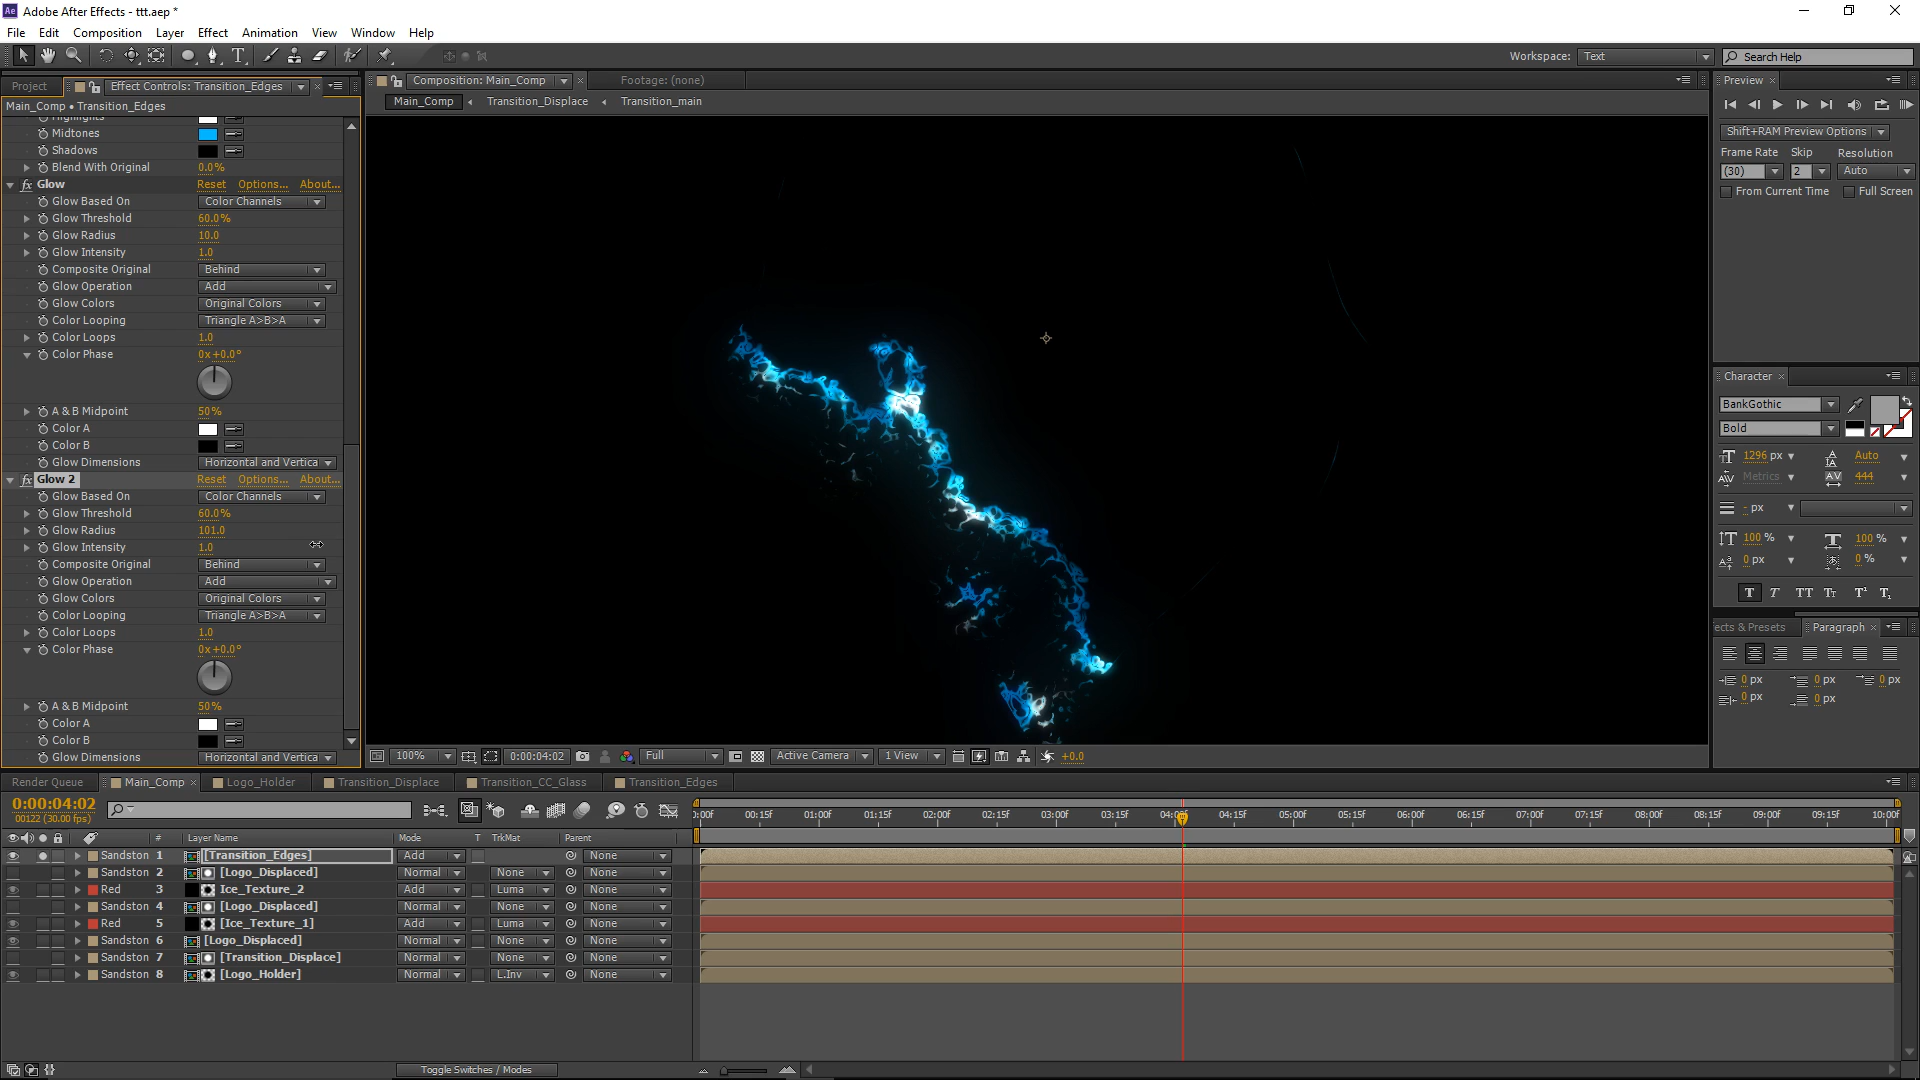 Adobe After Effects - ttt.aep *
File Edit Composition Layer Effect Animation View Window Help
Workspace: Text Search Help
Project Effect Controls: Transition_Edges
Composition: Main_Comp Footage: (none)
Preview
Main_Comp • Transition_Edges
Main_Comp Transition_Displace Transition_main
Highlights
Midtones
Shadows
Blend With Original 0.0%
Glow Reset Options... About...
Glow Based On Color Channels
Glow Threshold 60.0%
Glow Radius 10.0
Glow Intensity 1.0
Composite Original Behind
Glow Operation Add
Glow Colors Original Colors
Color Looping Triangle A>B>A
Color Loops 1.0
Color Phase 0x+0.0°
A & B Midpoint 50%
Color A
Color B
Glow Dimensions Horizontal and Vertica
Glow 2 Reset Options... About...
Glow Based On Color Channels
Glow Threshold 60.0%
Glow Radius 101.0
Glow Intensity 1.0
Composite Original Behind
Glow Operation Add
Glow Colors Original Colors
Color Looping Triangle A>B>A
Color Loops 1.0
Color Phase 0x+0.0°
A & B Midpoint 50%
Color A
Color B
Glow Dimensions Horizontal and Vertica
100% 0:00:04:02 Full Active Camera 1 View +0.0
Shift+RAM Preview Options
Frame Rate Skip Resolution
(30) 2 Auto
From Current Time Full Screen
Character
BankGothic
Bold
1296 px Auto
Metrics 444
- px
100 % 100 %
0 px 0 %
T T TT Tt T¹ T₁
ects & Presets Paragraph
0 px 0 px 0 px
0 px 0 px
Render Queue Main_Comp Logo_Holder Transition_Displace Transition_CC_Glass Transition_Edges
0:00:04:02
00122 (30.00 fps)
0:00f 00:15f 01:00f 01:15f 02:00f 02:15f 03:00f 03:15f 04:00f 04:15f 05:00f 05:15f 06:00f 06:15f 07:00f 07:15f 08:00f 08:15f 09:00f 09:15f 10:00f
# Layer Name Mode T TrkMat Parent
Sandston 1 [Transition_Edges] Add None
Sandston 2 [Logo_Displaced] Normal None None
Red 3 Ice_Texture_2 Add Luma None
Sandston 4 [Logo_Displaced] Normal None None
Red 5 [Ice_Texture_1] Add Luma None
Sandston 6 [Logo_Displaced] Normal None None
Sandston 7 [Transition_Displace] Normal None None
Sandston 8 [Logo_Holder] Normal L.Inv None
Toggle Switches / Modes